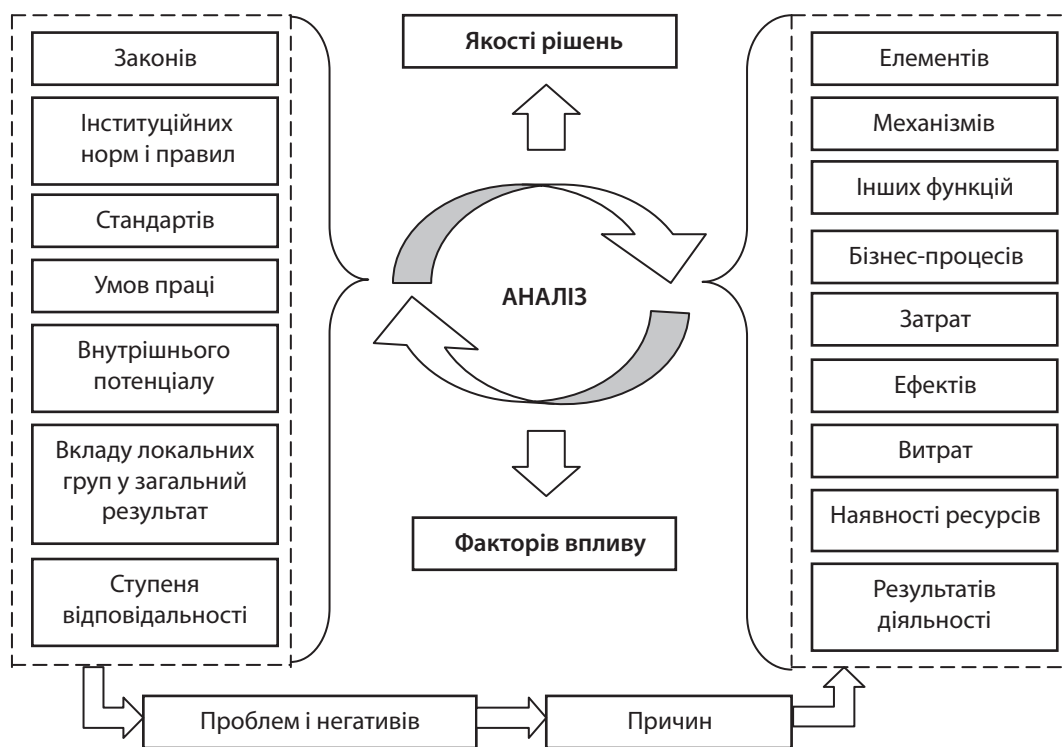 Законів
Інституційних
норм і правил
Стандартів
Умов праці
Внутрішнього
потенціалу
Вкладу локальних
груп у загальний
результат
Ступеня
відповідальності
Якості рішень
АНАЛІЗ
Факторів впливу
Елементів
Механізмів
Інших функцій
Бізнес-процесів
Затрат
Ефектів
Витрат
Наявності ресурсів
Результатів
діяльності
Проблем і негативів
Причин